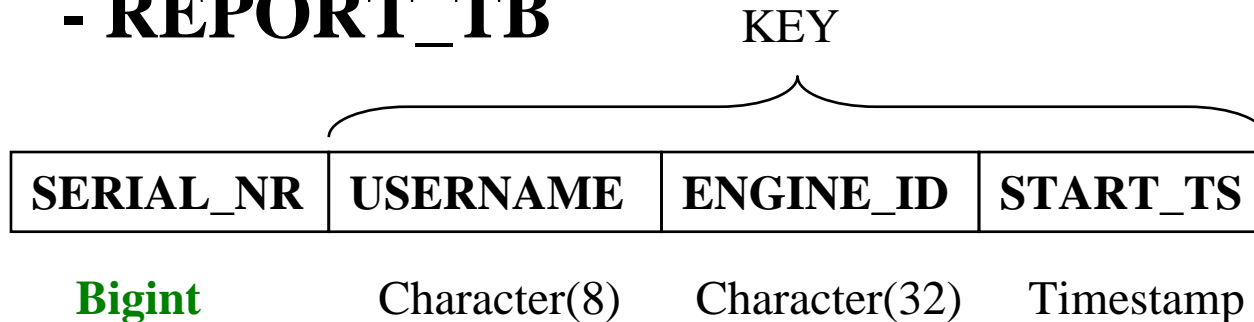 - REPORT_TB
KEY
SERIAL_NR USERNAME ENGINE_ID START_TS
Bigint Character(8) Character(32) Timestamp